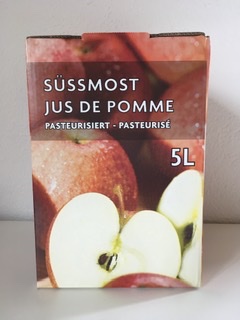 SÜSSMOST
JUS DE POMME
PASTEURISIERT - PASTEURISÉ
5L